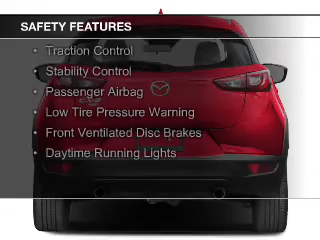 SAFETY FEATURES
• Traction Control
• Stability Control
• Passenger Airbag
• Low Tire Pressure Warning
• Front Ventilated Disc Brakes
• Daytime Running Lights